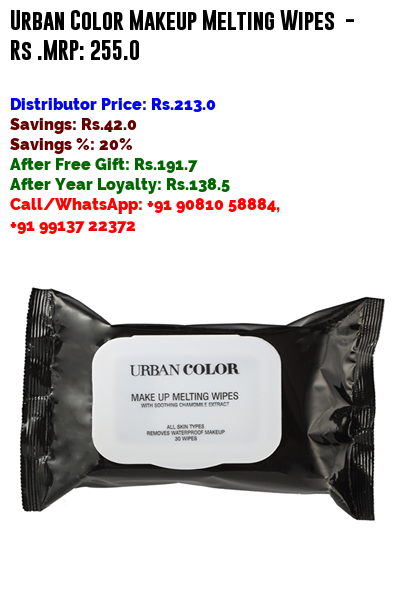 Urban Color Makeup Melting Wipes -
Rs .MRP: 255.0
Distributor Price: Rs.213.0
Savings: Rs.42.0
Savings %: 20%
After Free Gift: Rs.191.7
After Year Loyalty: Rs.138.5
Call/WhatsApp: +91 90810 58884,
+91 99137 22372
URBAN COLOR
MAKE UP MELTING WIPES
WITH SOOTHING CHAMOMILE EXTRACT
ALL SKIN TYPES
REMOVES WATERPROOF MAKEUP
30 WIPES